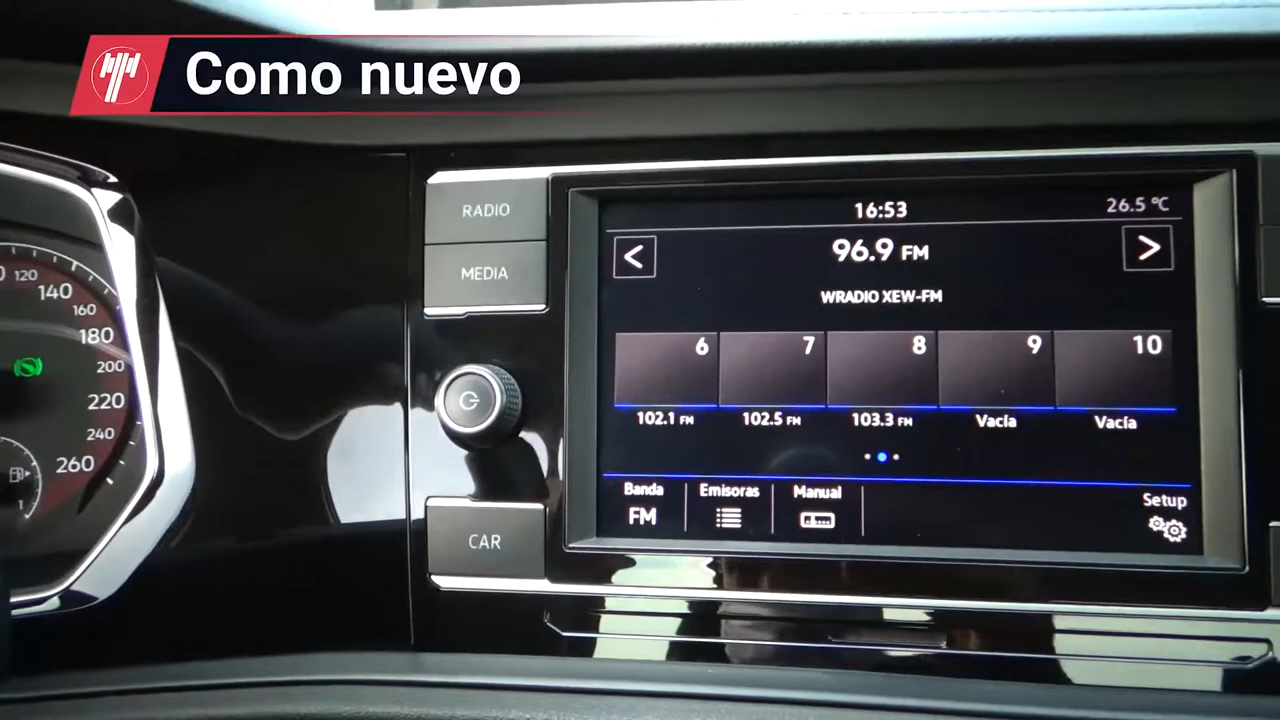 Como nuevo
RADIO
MEDIA
CAR
16:53
26.5 ºC
<
96.9 FM
>
WRADIO XEW-FM
6
7
8
9
10
102.1 FM
102.5 FM
103.3 FM
Vacía
Vacía
Banda
FM
Emisoras
Manual
Setup
120
140
160
180
200
220
240
260
1